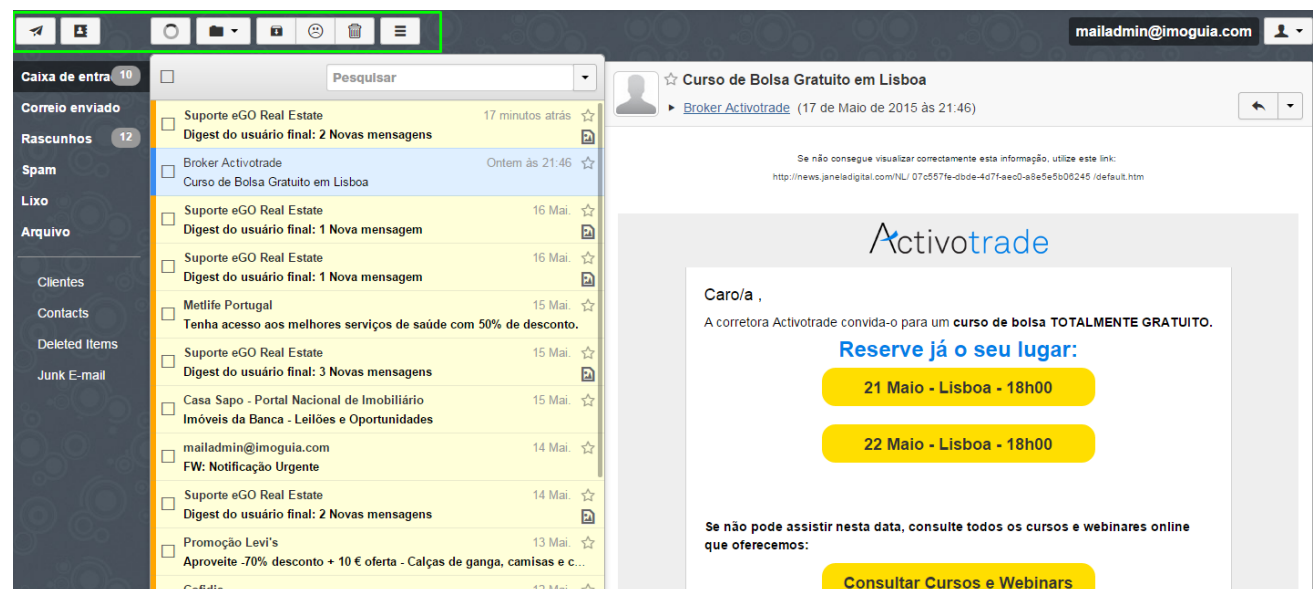 mailadmin@imoguia.com
Caixa de entra 10
Correio enviado
Rascunhos 12
Spam
Lixo
Arquivo
Clientes
Contacts
Deleted Items
Junk E-mail
Pesquisar
Suporte eGO Real Estate 17 minutos atrás
Digest do usuário final: 2 Novas mensagens
Broker Activotrade Ontem às 21:46
Curso de Bolsa Gratuito em Lisboa
Suporte eGO Real Estate 16 Mai.
Digest do usuário final: 1 Nova mensagem
Suporte eGO Real Estate 16 Mai.
Digest do usuário final: 1 Nova mensagem
Metlife Portugal 15 Mai.
Tenha acesso aos melhores serviços de saúde com 50% de desconto.
Suporte eGO Real Estate 15 Mai.
Digest do usuário final: 3 Novas mensagens
Casa Sapo - Portal Nacional de Imobiliário 15 Mai.
Imóveis da Banca - Leilões e Oportunidades
mailadmin@imoguia.com 14 Mai.
FW: Notificação Urgente
Suporte eGO Real Estate 14 Mai.
Digest do usuário final: 2 Novas mensagens
Promoção Levi's 13 Mai.
Aproveite -70% desconto + 10 € oferta - Calças de ganga, camisas e c...
Curso de Bolsa Gratuito em Lisboa
Broker Activotrade (17 de Maio de 2015 às 21:46)
Se não consegue visualizar correctamente esta informação, utilize este link:
http://news.janeladigital.com/NL/ 07c557fe-dbde-4d7f-aec0-a8e5e5b06245 /default.htm
Activotrade
Caro/a ,
A corretora Activotrade convida-o para um curso de bolsa TOTALMENTE GRATUITO.
Reserve já o seu lugar:
21 Maio - Lisboa - 18h00
22 Maio - Lisboa - 18h00
Se não pode assistir nesta data, consulte todos os cursos e webinares online
que oferecemos:
Consultar Cursos e Webinars